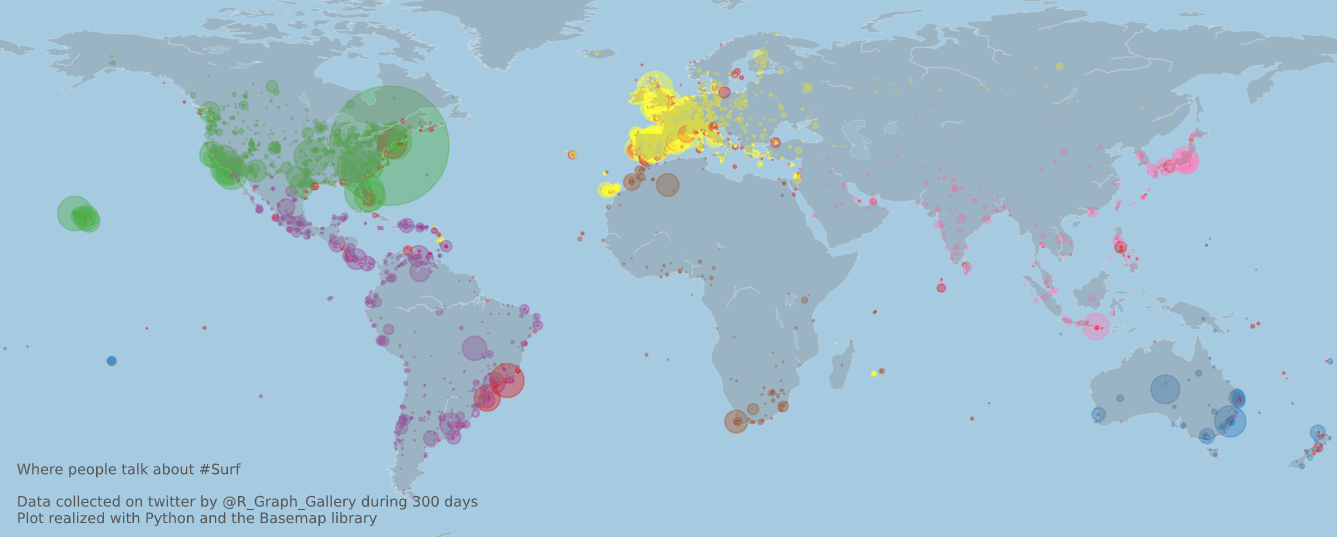 Where people talk about #Surf
Data collected on twitter by @R_Graph_Gallery during 300 days
Plot realized with Python and the Basemap library